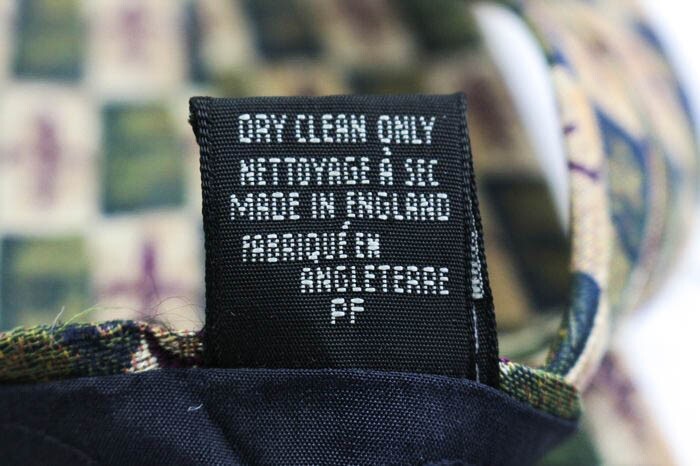 DRY CLEAN ONLY
NETTOYAGE À SEC
MADE IN ENGLAND
FABRIQUÉ EN
ANGLETERRE
PF